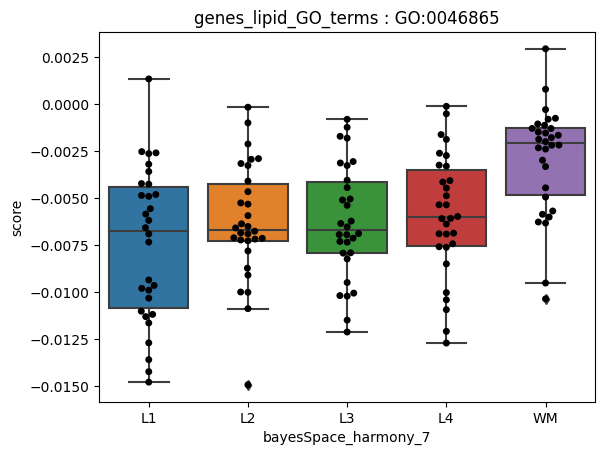 genes_lipid_GO_terms : GO:0046865
0.0025
0.0000
−0.0025
−0.0050
−0.0075
−0.0100
−0.0125
−0.0150
score
L1 L2 L3 L4 WM
bayesSpace_harmony_7